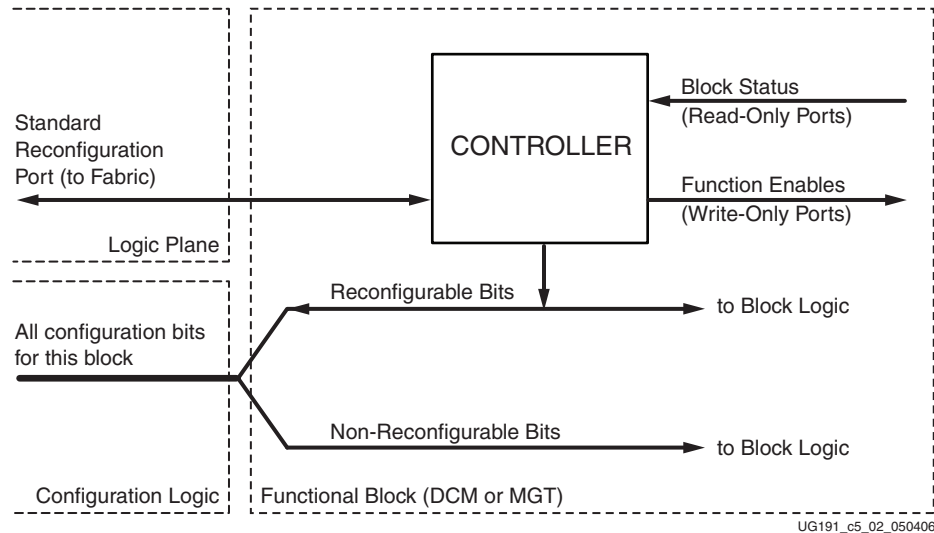 Standard
Reconfiguration
Port (to Fabric)
Logic Plane
CONTROLLER
Block Status
(Read-Only Ports)
Function Enables
(Write-Only Ports)
Reconfigurable Bits
to Block Logic
All configuration bits
for this block
Non-Reconfigurable Bits
to Block Logic
Configuration Logic
Functional Block (DCM or MGT)
UG191_c5_02_050406